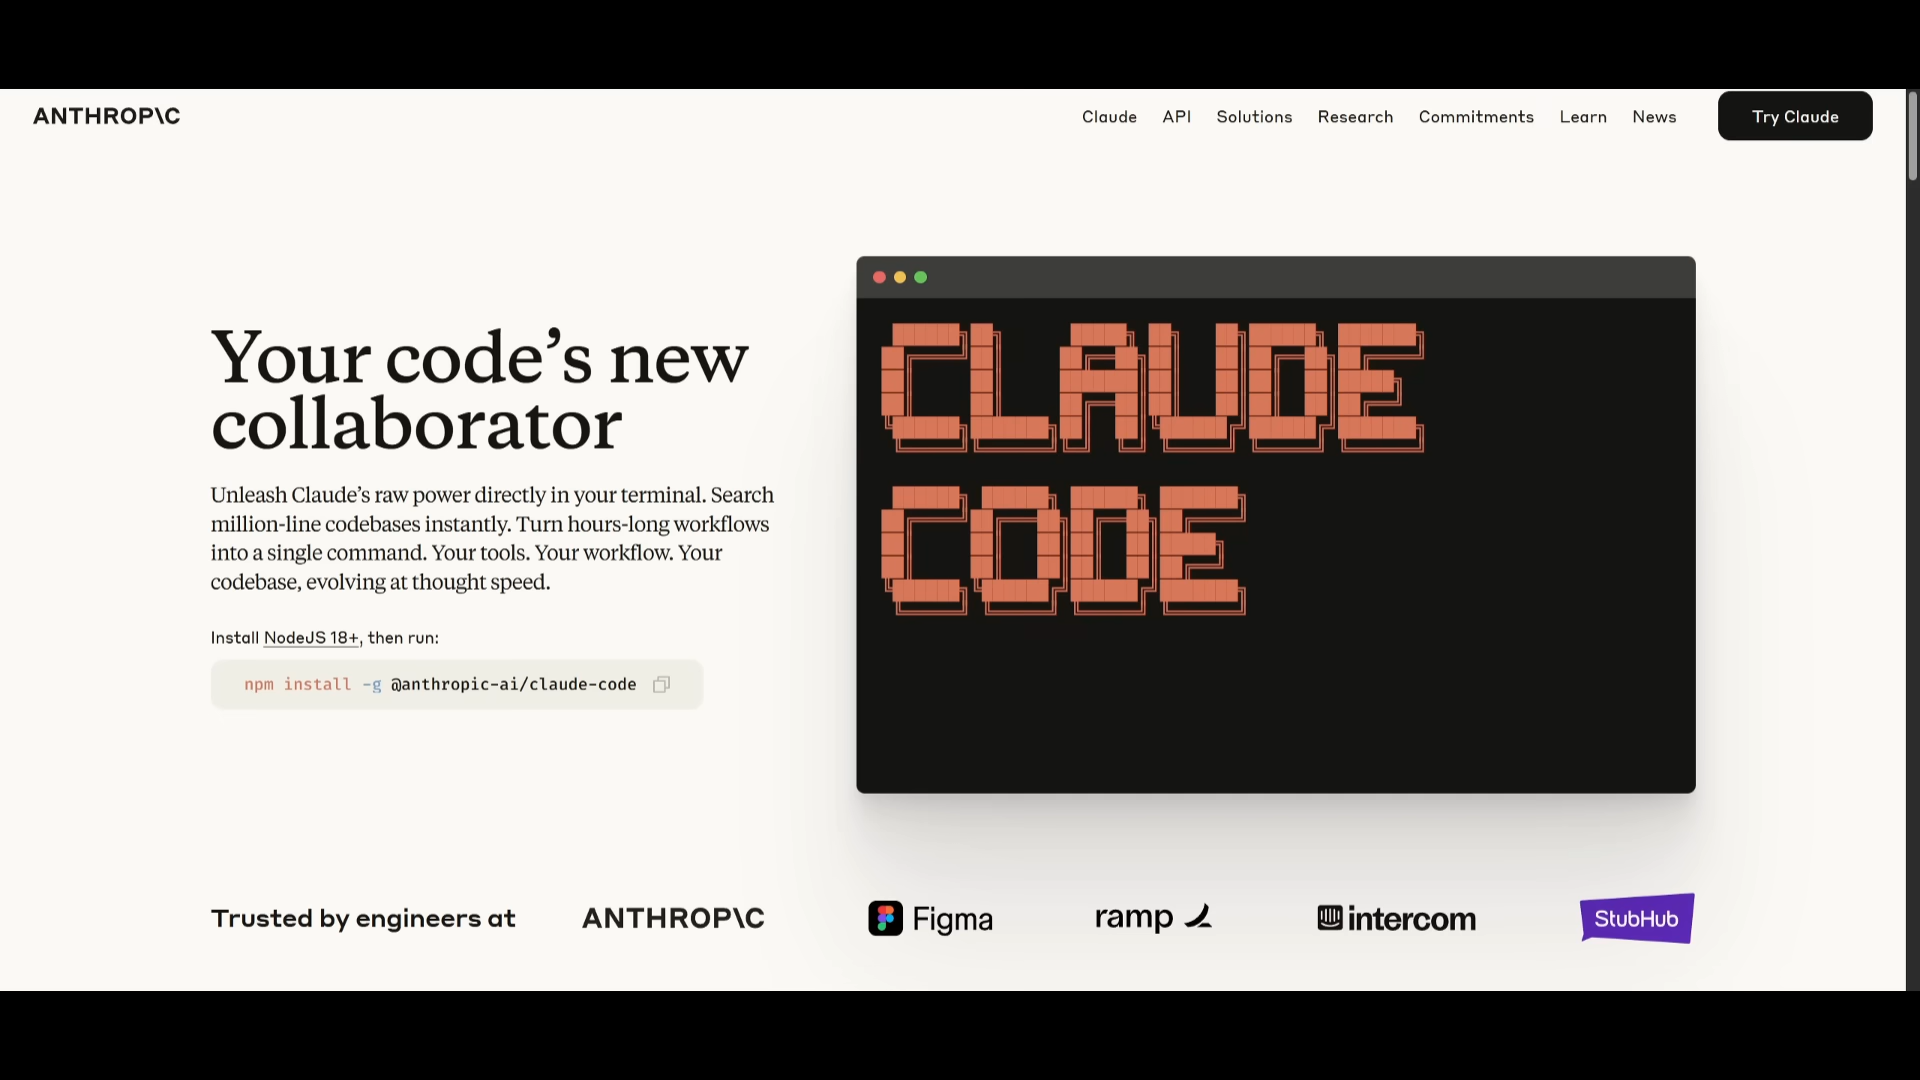 ANTHROP\C
Claude API Solutions Research Commitments Learn News Try Claude
Your code’s new
collaborator
Unleash Claude’s raw power directly in your terminal. Search
million-line codebases instantly. Turn hours-long workflows
into a single command. Your tools. Your workflow. Your
codebase, evolving at thought speed.
Install NodeJS 18+, then run:
npm install -g @anthropic-ai/claude-code
CLAUDE
CODE
Trusted by engineers at ANTHROP\C Figma ramp intercom StubHub